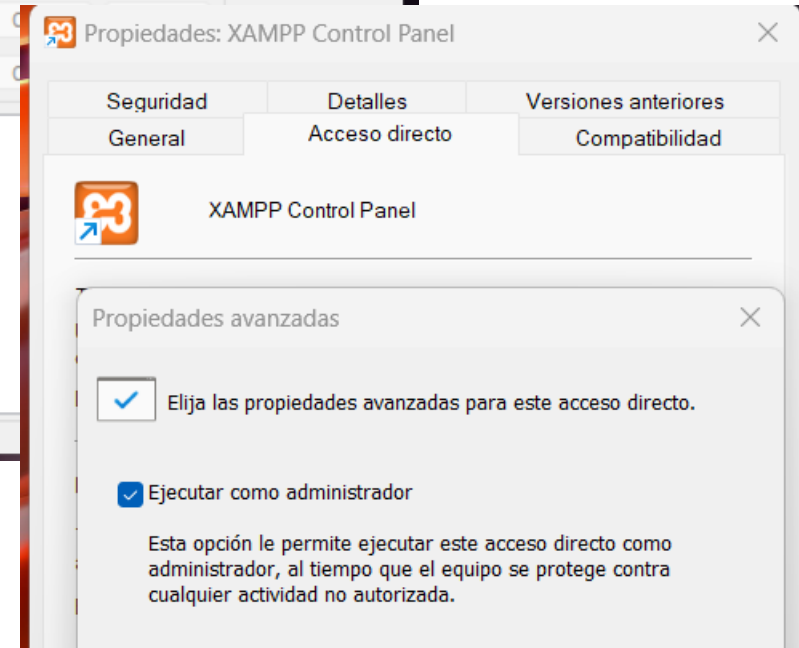 Propiedades: XAMPP Control Panel
Seguridad Detalles Versiones anteriores
General Acceso directo Compatibilidad
XAMPP Control Panel
Propiedades avanzadas
Elija las propiedades avanzadas para este acceso directo.
Ejecutar como administrador
Esta opción le permite ejecutar este acceso directo como
administrador, al tiempo que el equipo se protege contra
cualquier actividad no autorizada.